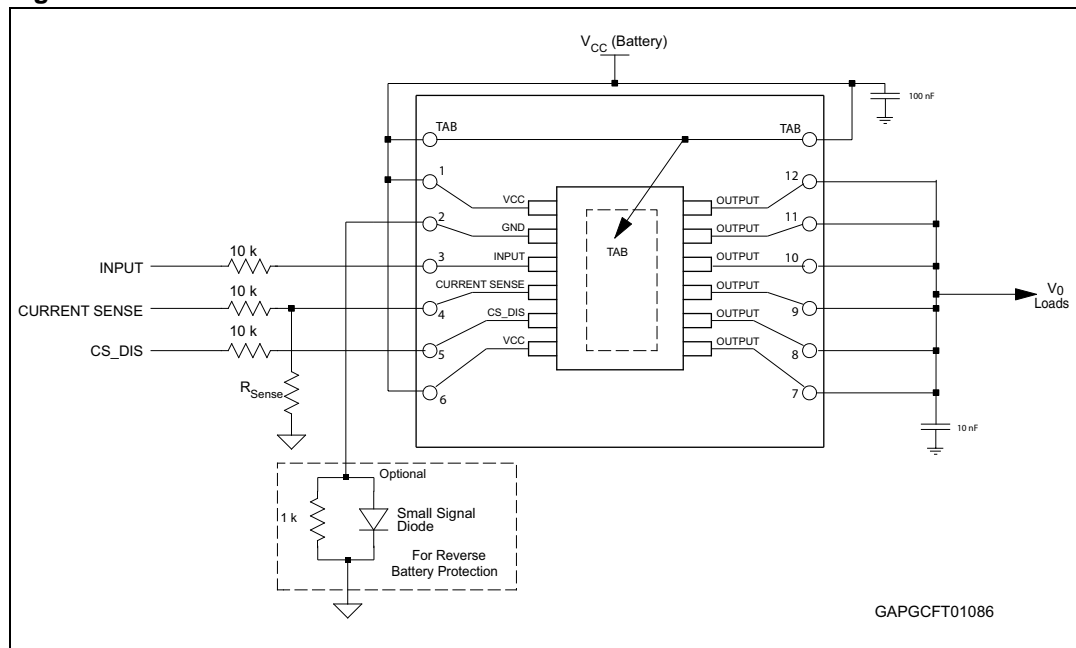 V_CC (Battery)
100 nF
TAB
TAB
1
12
VCC
OUTPUT
2
11
GND
OUTPUT
TAB
10 k
INPUT
3
INPUT
OUTPUT
10
10 k
CURRENT SENSE
CURRENT SENSE
4
OUTPUT
9
V0
Loads
10 k
CS_DIS
CS_DIS
5
OUTPUT
8
VCC
OUTPUT
R_Sense
6
7
10 nF
Optional
1 k
Small Signal
Diode
For Reverse
Battery Protection
GAPGCFT01086